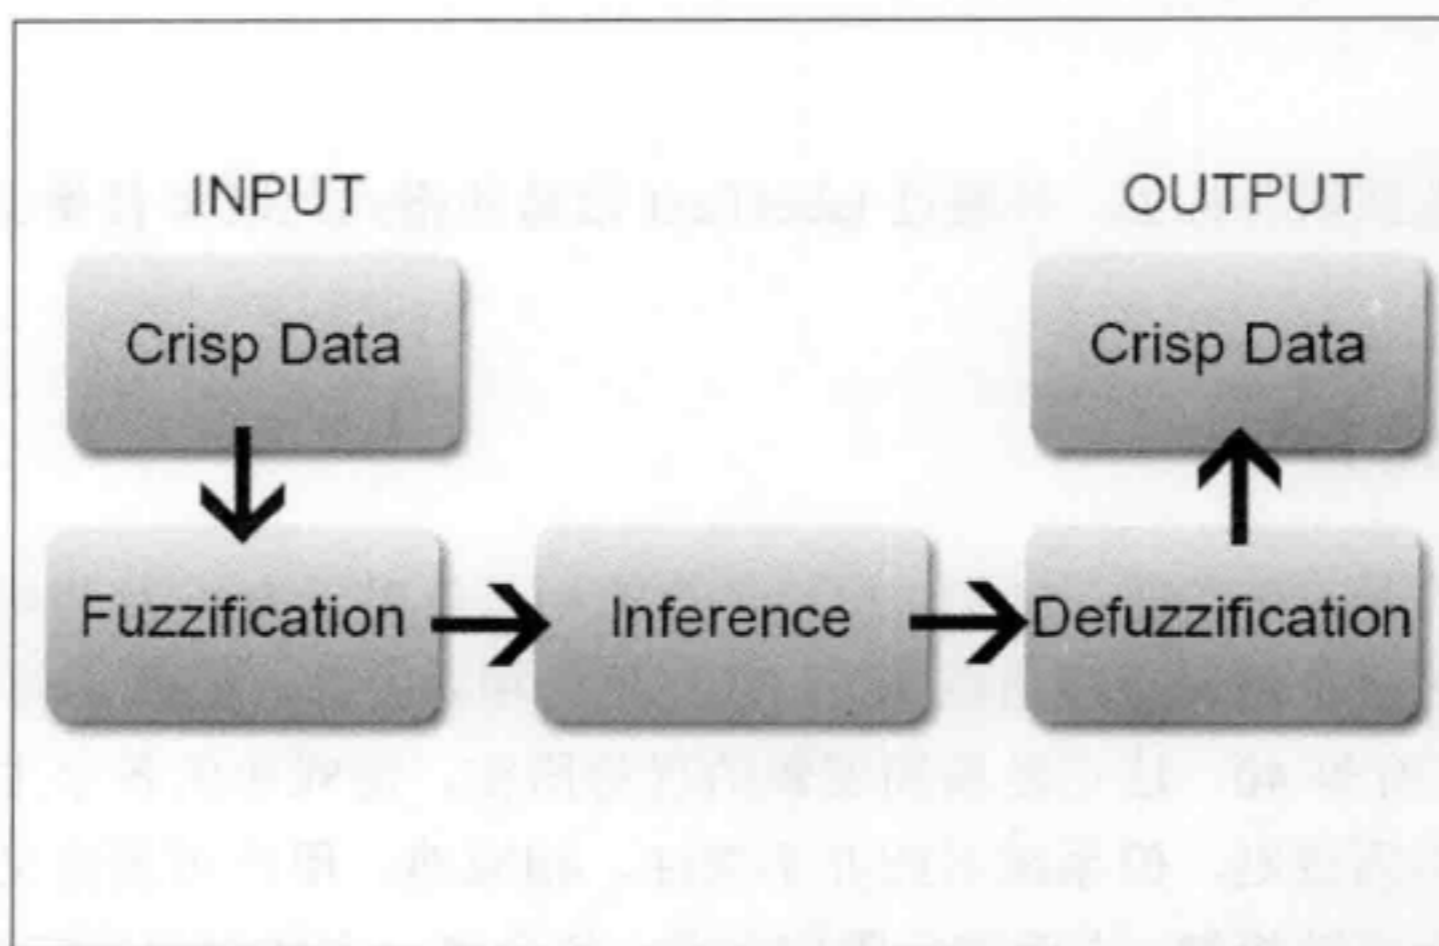 INPUT
OUTPUT
Crisp Data
Crisp Data
Fuzzification
Inference
Defuzzification